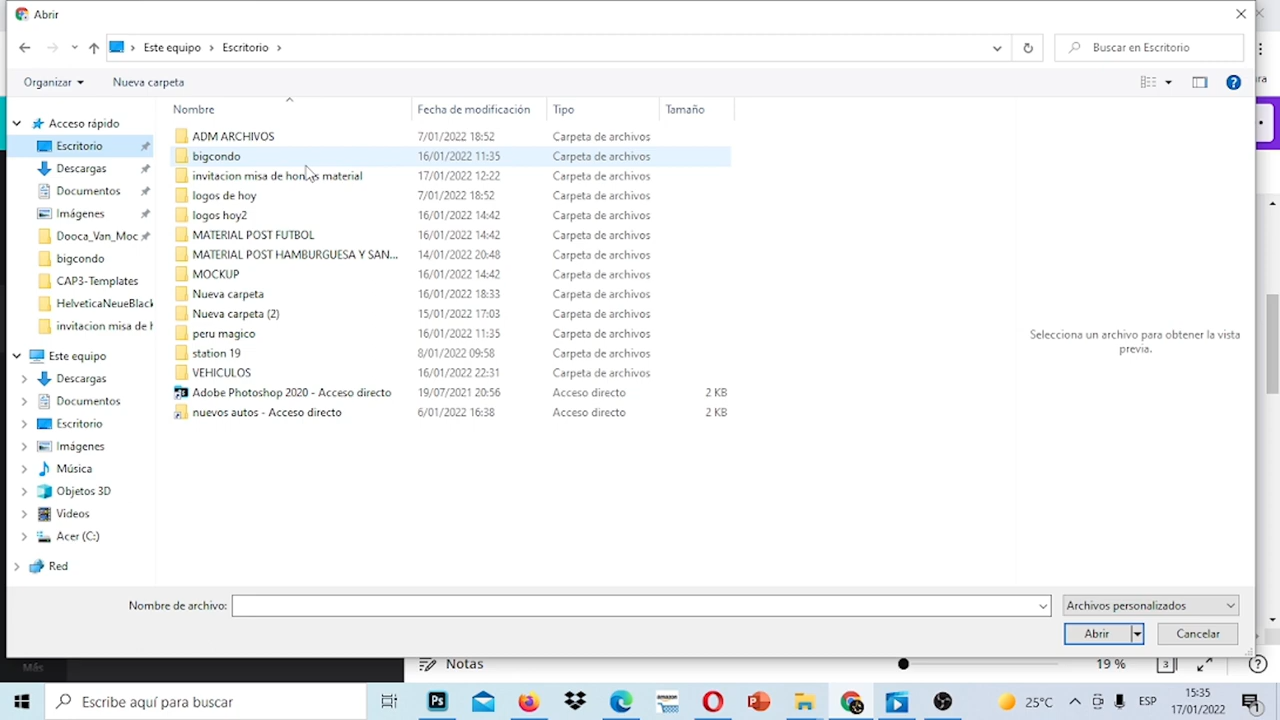 Abrir
Este equipo
Escritorio
Buscar en Escritorio
Organizar
Nueva carpeta
Nombre
Fecha de modificación
Tipo
Tamaño
Acceso rápido
Escritorio
Descargas
Documentos
Imágenes
Dooca_Van_Moc
bigcondo
CAP3-Templates
HelveticaNeueBlack
invitacion misa de h
Este equipo
Descargas
Documentos
Escritorio
Imágenes
Música
Objetos 3D
Videos
Acer (C:)
Red
ADM ARCHIVOS 7/01/2022 18:52 Carpeta de archivos
bigcondo 16/01/2022 11:35 Carpeta de archivos
invitacion misa de honras material 17/01/2022 12:22 Carpeta de archivos
logos de hoy 7/01/2022 18:52 Carpeta de archivos
logos hoy2 16/01/2022 14:42 Carpeta de archivos
MATERIAL POST FUTBOL 16/01/2022 14:42 Carpeta de archivos
MATERIAL POST HAMBURGUESA Y SAN... 14/01/2022 20:48 Carpeta de archivos
MOCKUP 16/01/2022 14:42 Carpeta de archivos
Nueva carpeta 16/01/2022 18:33 Carpeta de archivos
Nueva carpeta (2) 15/01/2022 17:03 Carpeta de archivos
peru magico 16/01/2022 11:35 Carpeta de archivos
station 19 8/01/2022 09:58 Carpeta de archivos
VEHICULOS 16/01/2022 22:31 Carpeta de archivos
Adobe Photoshop 2020 - Acceso directo 19/07/2021 20:56 Acceso directo 2 KB
nuevos autos - Acceso directo 6/01/2022 16:38 Acceso directo 2 KB
Selecciona un archivo para obtener la vista
previa.
Nombre de archivo:
Archivos personalizados
Abrir
Cancelar
Más
Notas
19 %
3
Escribe aquí para buscar
Ps
amazon
25°C
ESP
15:35
17/01/2022
1